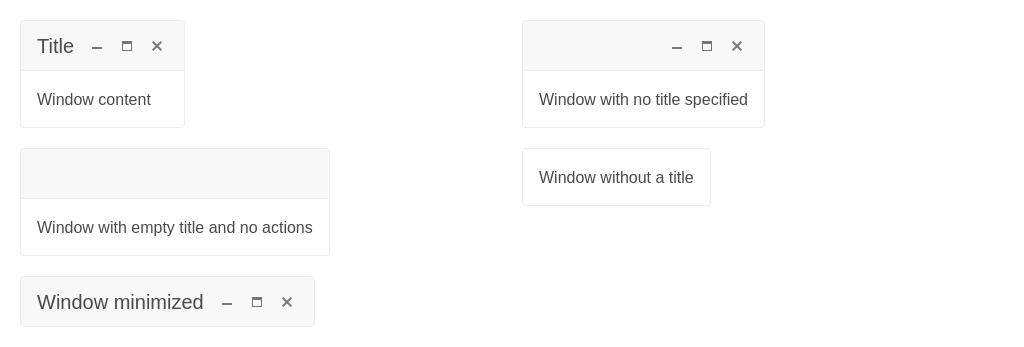 Title
Window content
Window with no title specified
Window with empty title and no actions
Window without a title
Window minimized